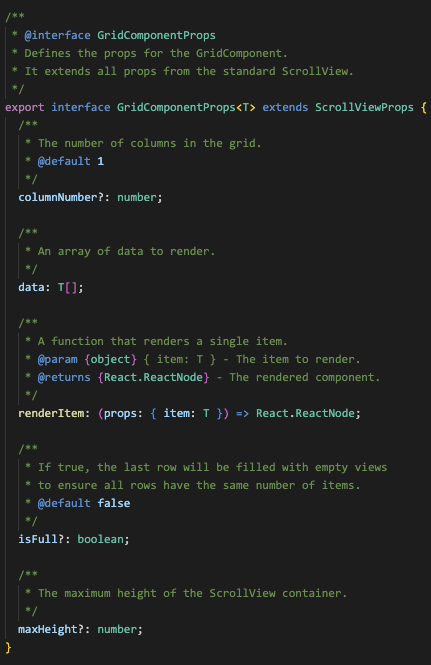 /**
 * @interface GridComponentProps
 * Defines the props for the GridComponent.
 * It extends all props from the standard ScrollView.
 */
export interface GridComponentProps<T> extends ScrollViewProps {
  /**
   * The number of columns in the grid.
   * @default 1
   */
  columnNumber?: number;

  /**
   * An array of data to render.
   */
  data: T[];

  /**
   * A function that renders a single item.
   * @param {object} { item: T } - The item to render.
   * @returns {React.ReactNode} - The rendered component.
   */
  renderItem: (props: { item: T }) => React.ReactNode;

  /**
   * If true, the last row will be filled with empty views
   * to ensure all rows have the same number of items.
   * @default false
   */
  isFull?: boolean;

  /**
   * The maximum height of the ScrollView container.
   */
  maxHeight?: number;
}